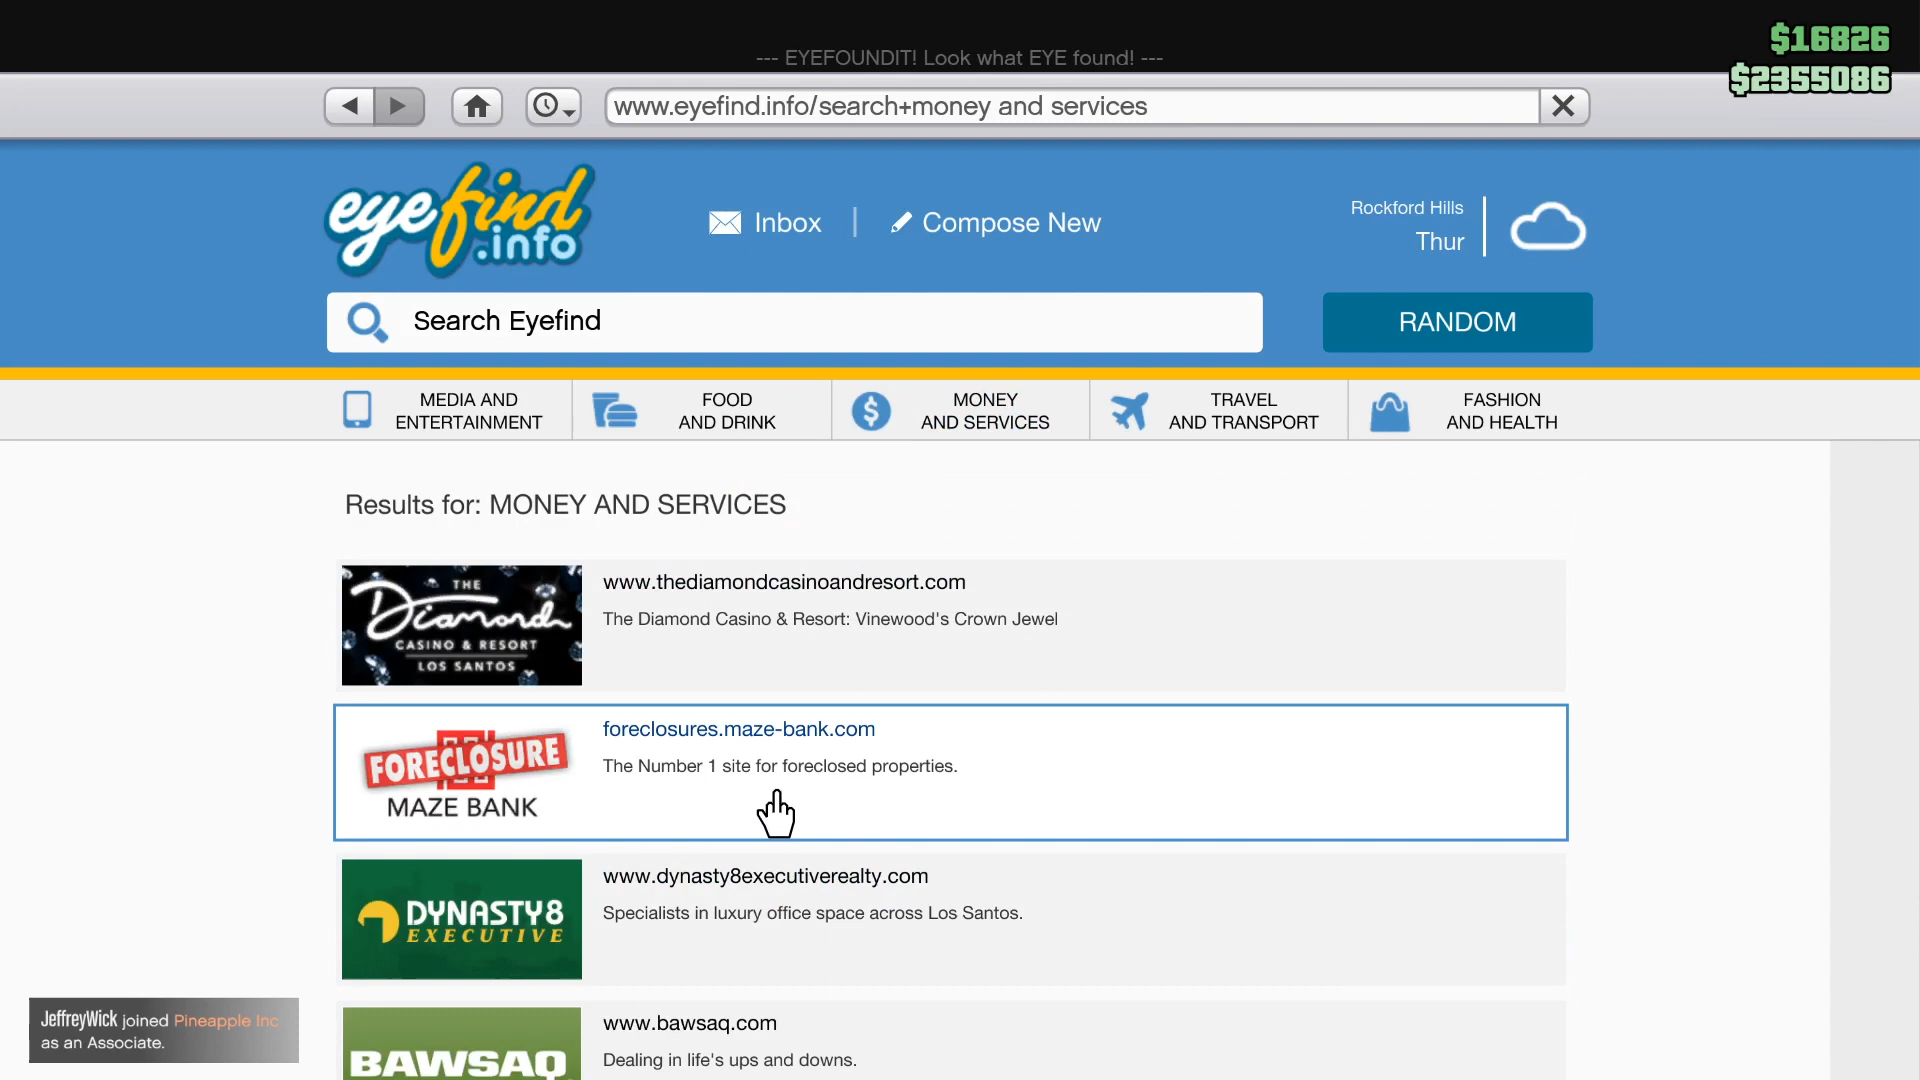 --- EYEFOUNDIT! Look what EYE found! ---
$16826
$2355086
www.eyefind.info/search+money and services
eyefind
.info
Inbox
Compose New
Rockford Hills
Thur
Search Eyefind
RANDOM
MEDIA AND
ENTERTAINMENT
FOOD
AND DRINK
MONEY
AND SERVICES
TRAVEL
AND TRANSPORT
FASHION
AND HEALTH
Results for: MONEY AND SERVICES
THE
Diamond
CASINO & RESORT
LOS SANTOS
www.thediamondcasinoandresort.com
The Diamond Casino & Resort: Vinewood's Crown Jewel
FORECLOSURE
MAZE BANK
foreclosures.maze-bank.com
The Number 1 site for foreclosed properties.
DYNASTY8
EXECUTIVE
www.dynasty8executiverealty.com
Specialists in luxury office space across Los Santos.
BAWSAQ
www.bawsaq.com
Dealing in life's ups and downs.
JeffreyWick joined Pineapple Inc
as an Associate.